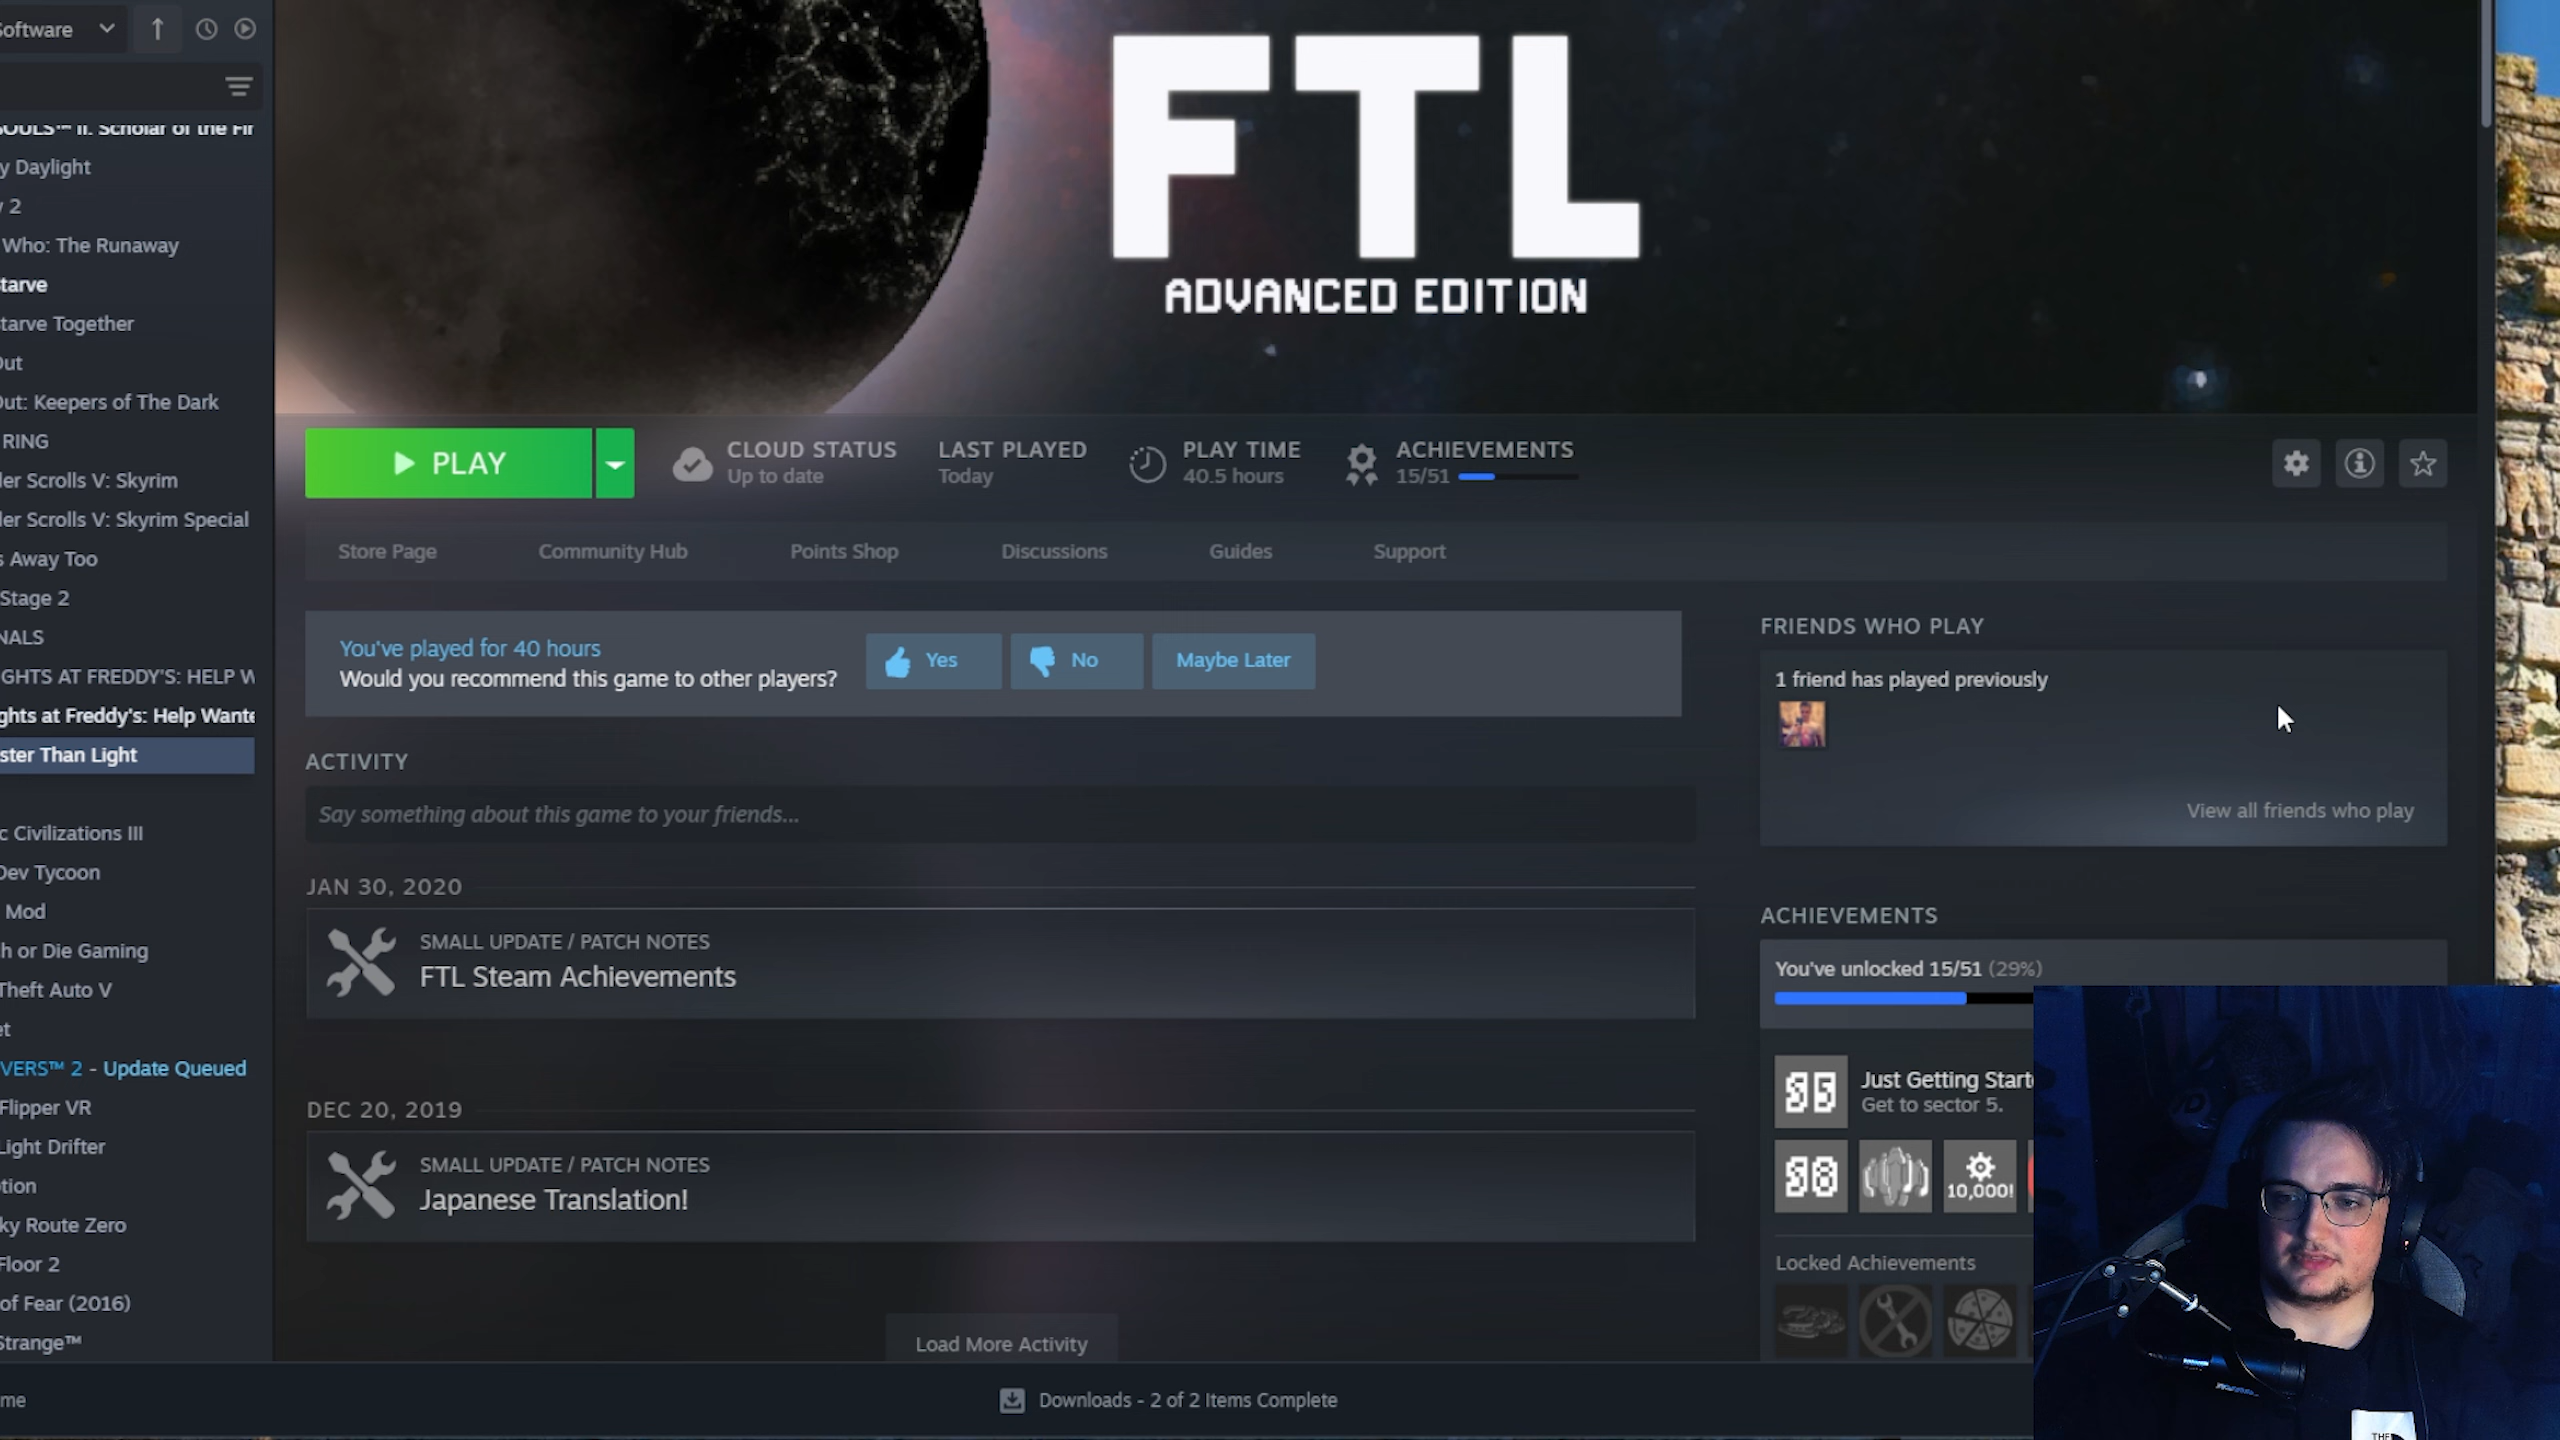 Software
SOULS™ II: Scholar of the Fir
y Daylight
y 2
Who: The Runaway
tarve
tarve Together
Out
Out: Keepers of The Dark
RING
der Scrolls V: Skyrim
der Scrolls V: Skyrim Special
s Away Too
Stage 2
NALS
GHTS AT FREDDY'S: HELP W
ghts at Freddy's: Help Wante
ster Than Light
c Civilizations III
Dev Tycoon
Mod
h or Die Gaming
Theft Auto V
et
VERS™ 2 - Update Queued
Flipper VR
Light Drifter
tion
ky Route Zero
Floor 2
of Fear (2016)
Strange™
me
FTL
ADVANCED EDITION
PLAY
CLOUD STATUS
Up to date
LAST PLAYED
Today
PLAY TIME
40.5 hours
ACHIEVEMENTS
15/51
Store Page Community Hub Points Shop Discussions Guides Support
You've played for 40 hours
Would you recommend this game to other players?
Yes No Maybe Later
ACTIVITY
Say something about this game to your friends...
JAN 30, 2020
SMALL UPDATE / PATCH NOTES
FTL Steam Achievements
DEC 20, 2019
SMALL UPDATE / PATCH NOTES
Japanese Translation!
Load More Activity
FRIENDS WHO PLAY
1 friend has played previously
View all friends who play
ACHIEVEMENTS
You've unlocked 15/51 (29%)
S5
Just Getting Starte
Get to sector 5.
S8
10,000!
Locked Achievements
Downloads - 2 of 2 Items Complete
THE